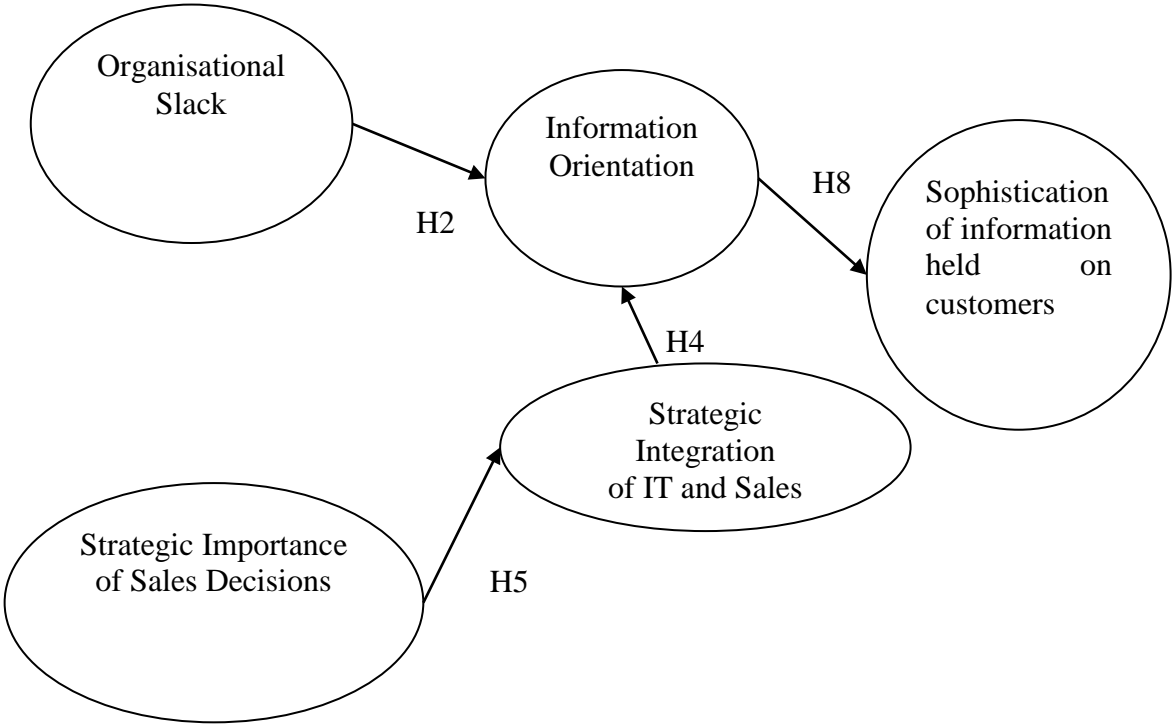 Organisational
Slack
Information
Orientation
H2
H8
Sophistication
of information
held on
customers
H4
Strategic
Integration
of IT and Sales
Strategic Importance
of Sales Decisions
H5